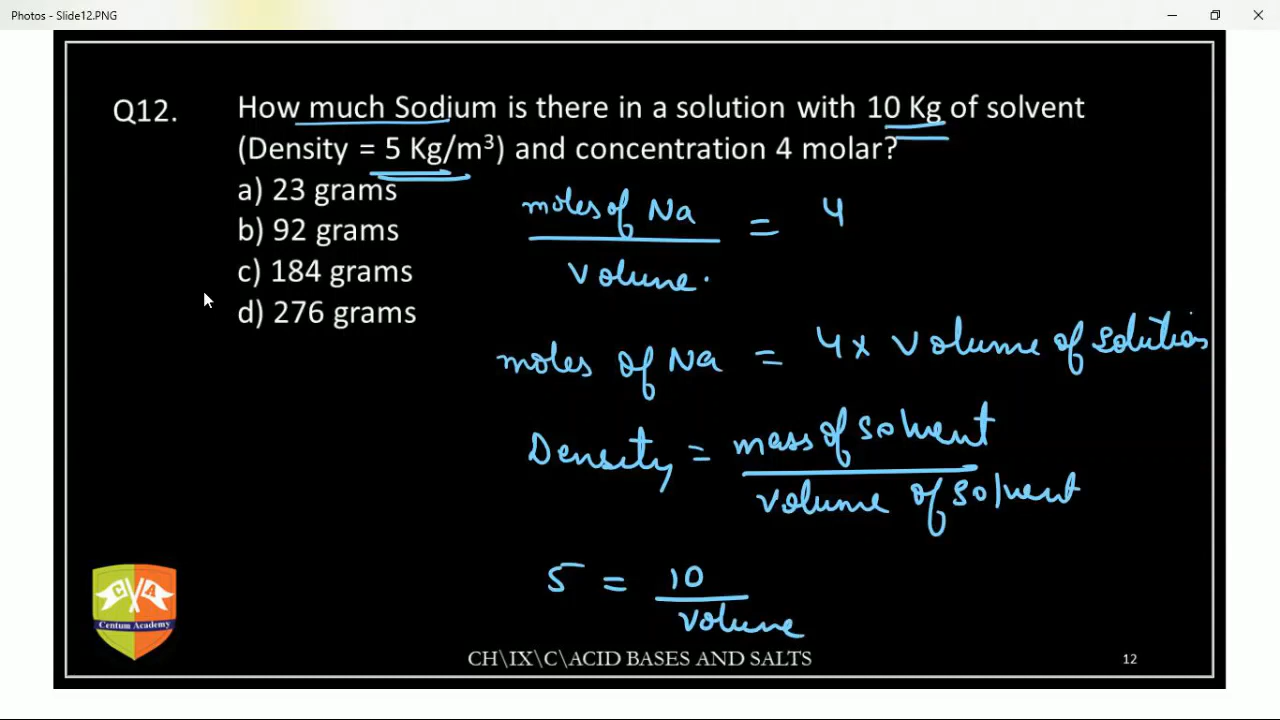 Photos - Slide12.PNG
Q12. How much Sodium is there in a solution with 10 Kg of solvent
(Density = 5 Kg/m³) and concentration 4 molar?
a) 23 grams
b) 92 grams
c) 184 grams
d) 276 grams
moles of Na = 4
volume.
moles of Na = 4 x volume of solution
Density = mass of solvent
volume of solvent
5 = 10
volume
C A
Centum Academy
CH\IX\C\ACID BASES AND SALTS
12